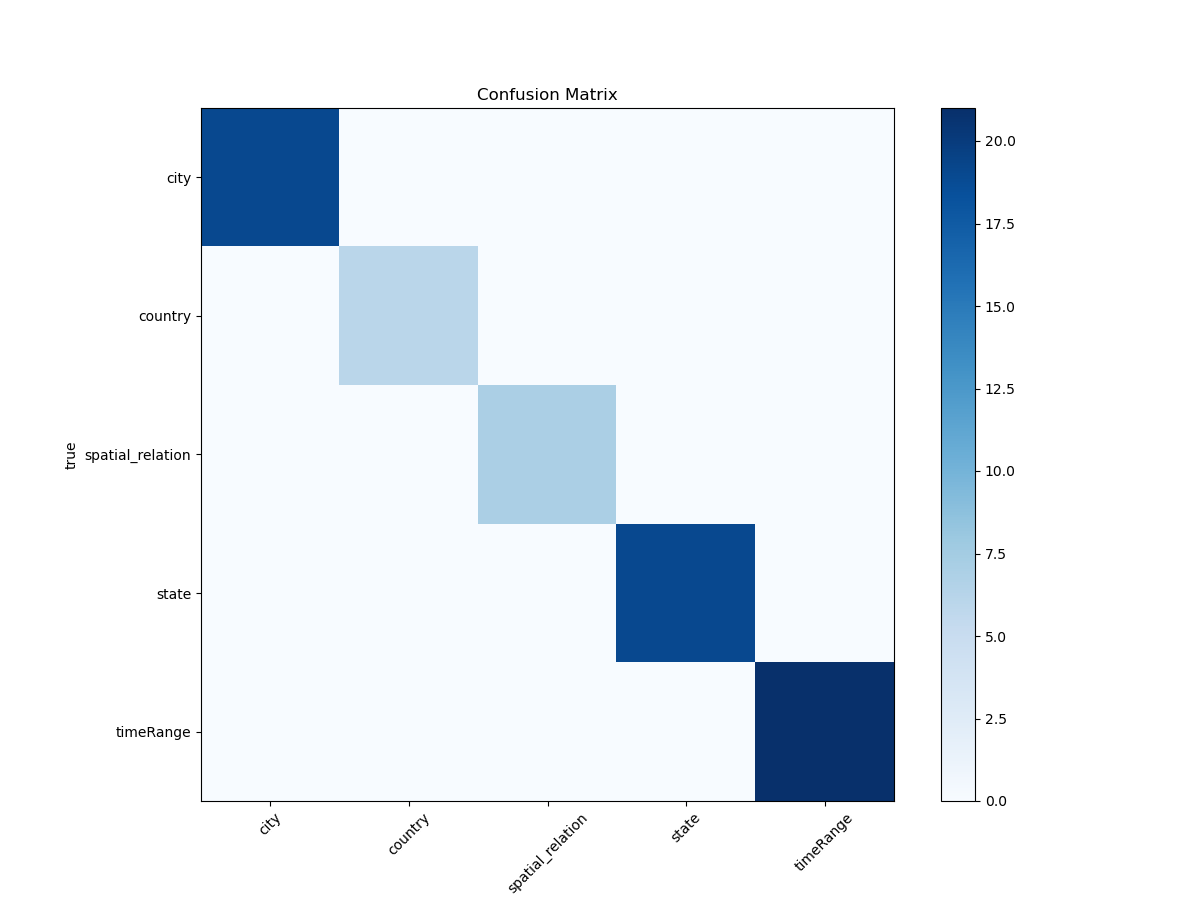 Confusion Matrix
true
city
country
spatial_relation
state
timeRange
city
country
spatial_relation
state
timeRange
20.0
17.5
15.0
12.5
10.0
7.5
5.0
2.5
0.0